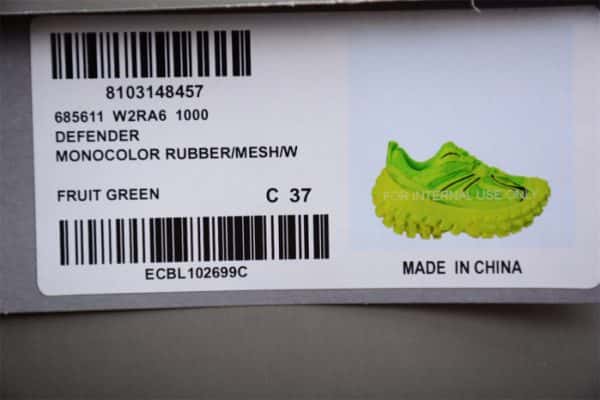 8103148457
685611 W2RA6 1000
DEFENDER
MONOCOLOR RUBBER/MESH/W
FRUIT GREEN C 37
ECBL102699C
FOR INTERNAL USE ONLY
MADE IN CHINA